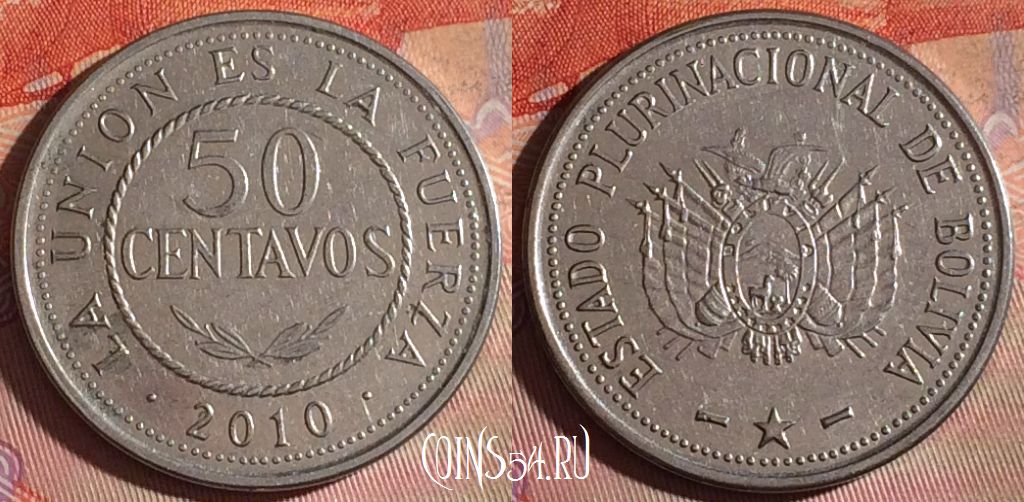 LA UNION ES LA FUERZA
50
CENTAVOS
· 2010 ·
ESTADO PLURINACIONAL DE BOLIVIA
COINS54.RU